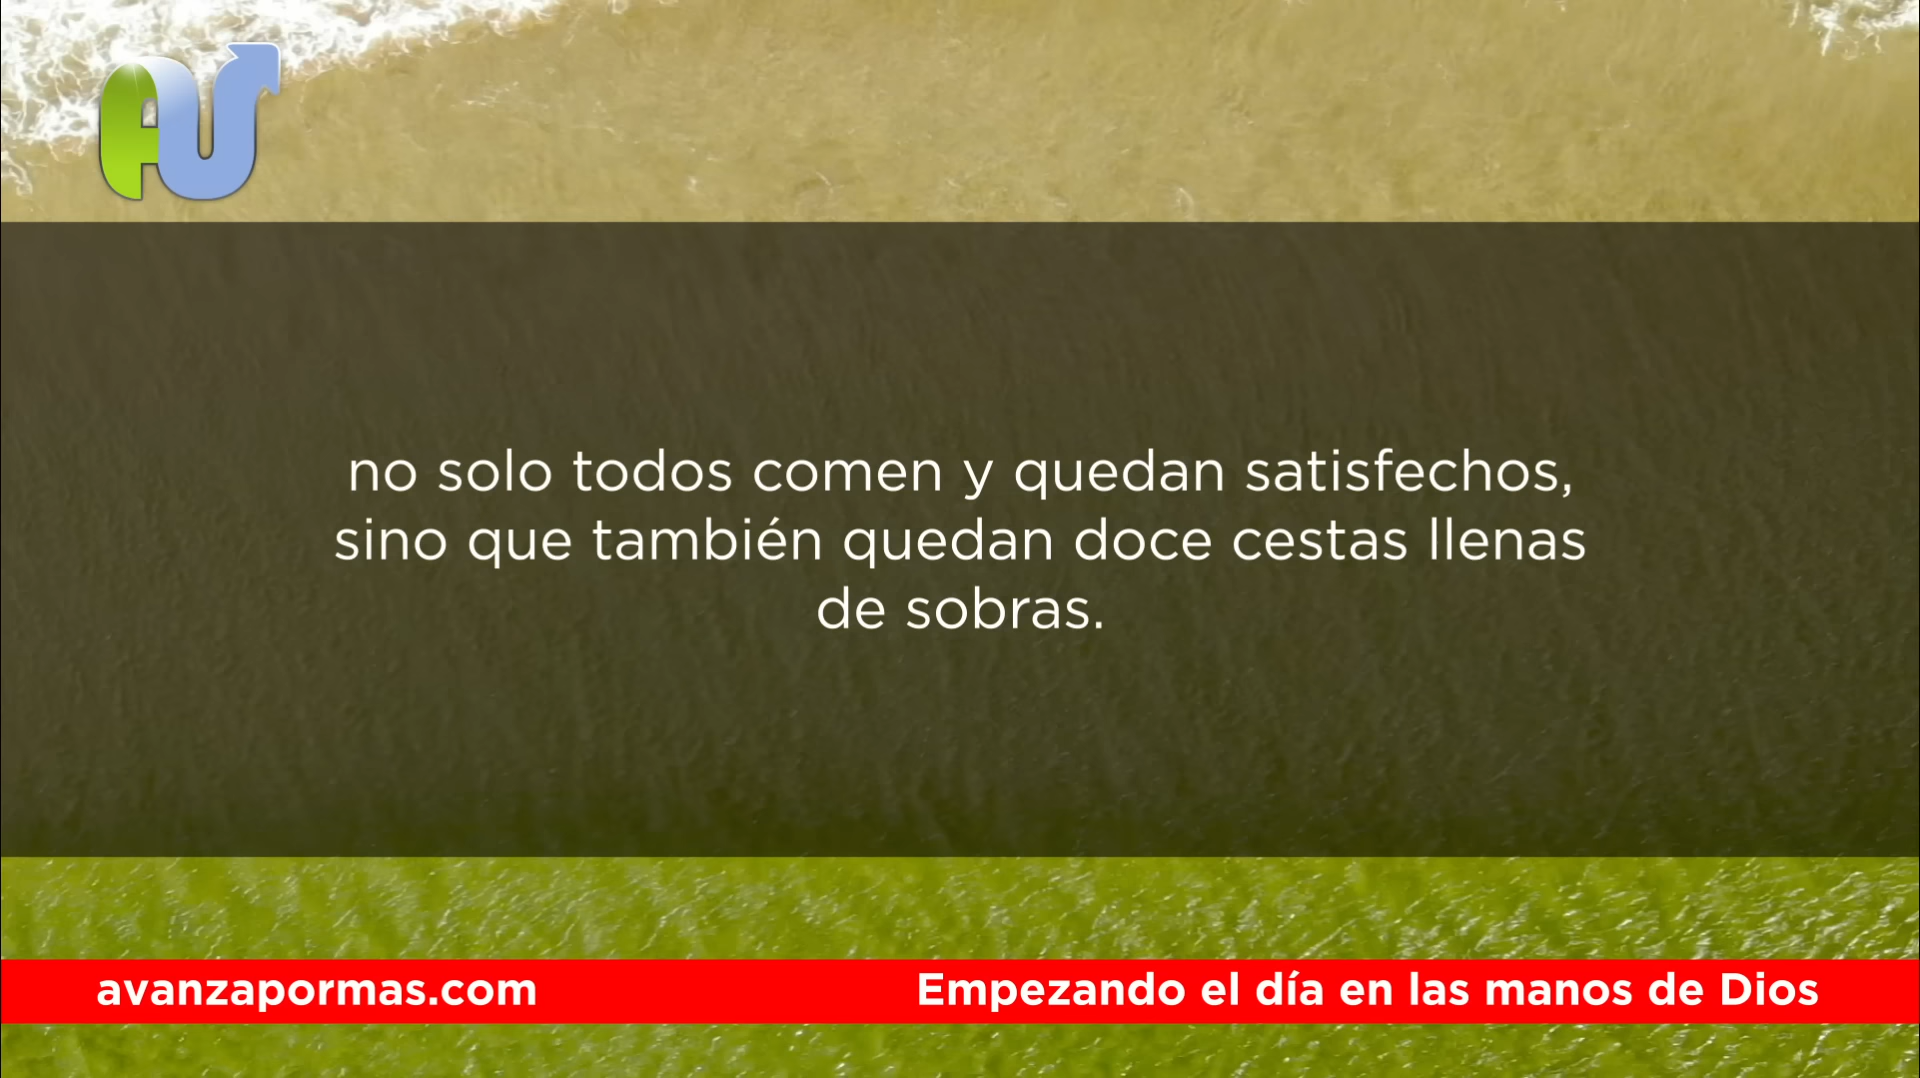 no solo todos comen y quedan satisfechos,
sino que también quedan doce cestas llenas
de sobras.
avanzapormas.com
Empezando el día en las manos de Dios